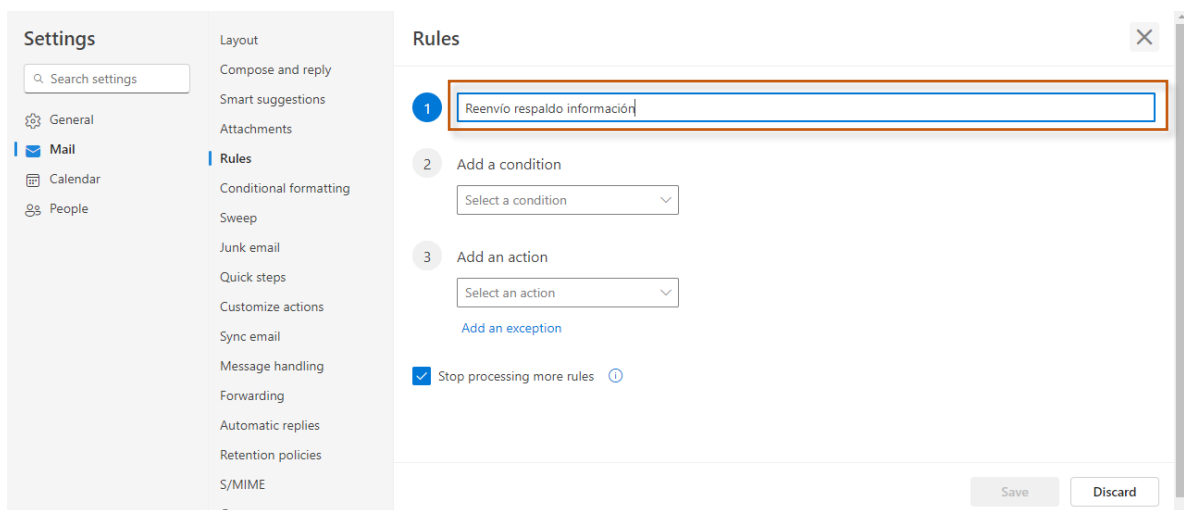 Settings
Search settings
General
Mail
Calendar
People
Layout
Compose and reply
Smart suggestions
Attachments
Rules
Conditional formatting
Sweep
Junk email
Quick steps
Customize actions
Sync email
Message handling
Forwarding
Automatic replies
Retention policies
S/MIME
Rules
1
Reenvío respaldo información
2
Add a condition
Select a condition
3
Add an action
Select an action
Add an exception
Stop processing more rules
Save
Discard